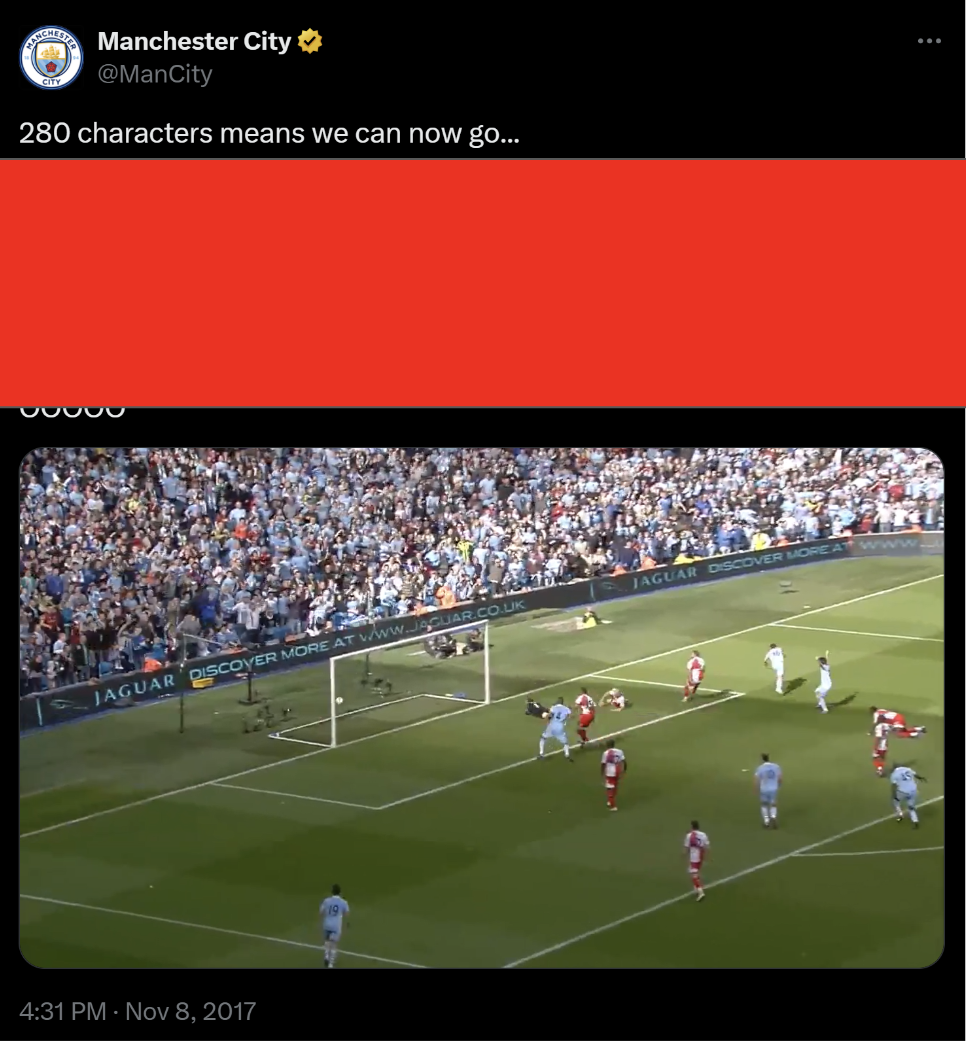 Manchester City
@ManCity
280 characters means we can now go...
JAGUAR DISCOVER MORE AT WWW.JAGUAR.CO.UK
JAGUAR DISCOVER MORE AT WWW
19
4:31 PM · Nov 8, 2017